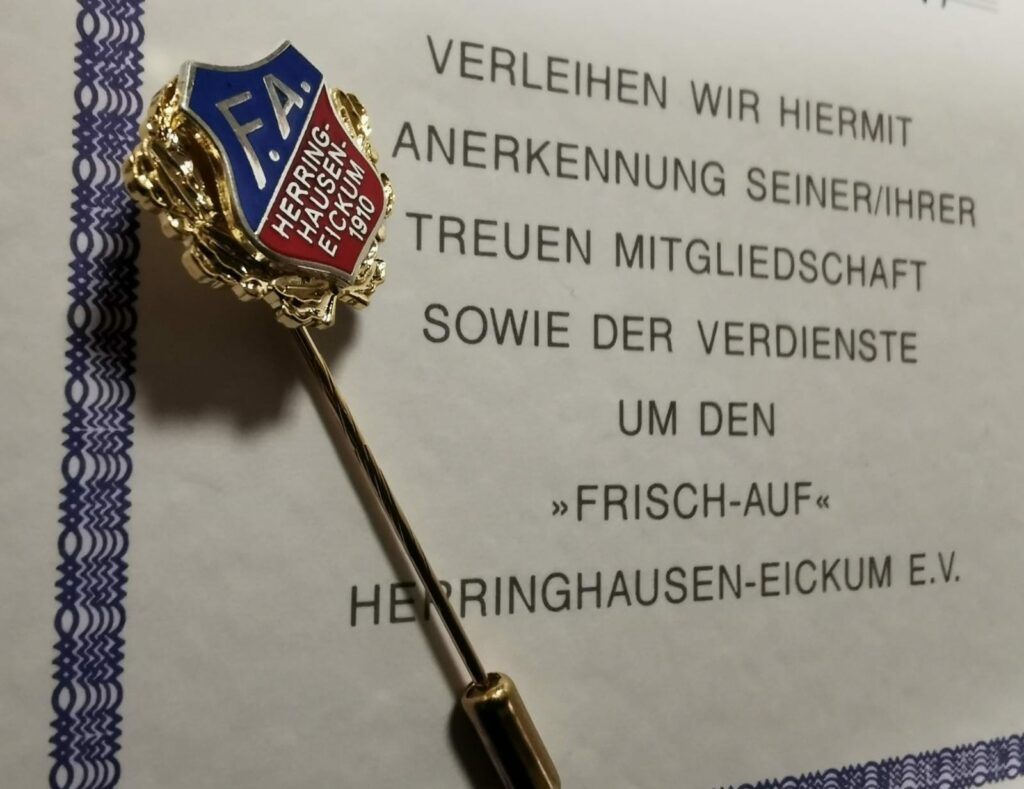 F.A.
HERRING-
HAUSEN-
EICKUM
1910
VERLEIHEN WIR HIERMIT
ANERKENNUNG SEINER/IHRER
TREUEN MITGLIEDSCHAFT
SOWIE DER VERDIENSTE
UM DEN
»FRISCH-AUF«
HERRINGHAUSEN-EICKUM E.V.